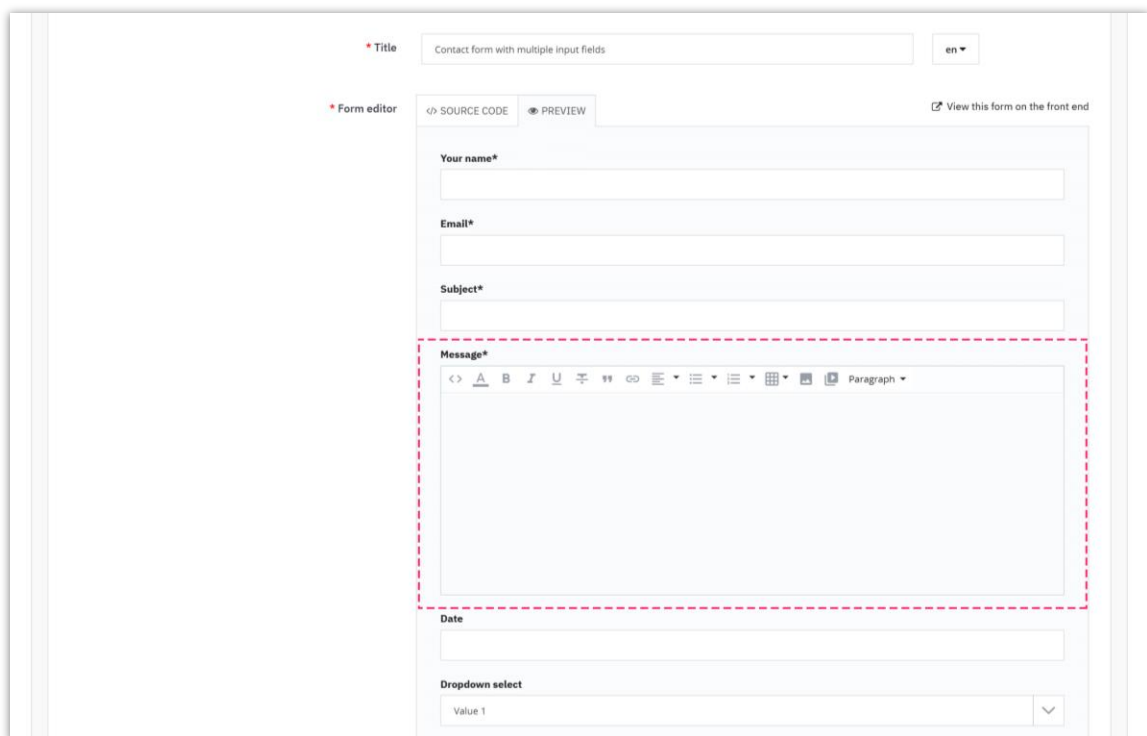 * Title
Contact form with multiple input fields
en
* Form editor
</> SOURCE CODE
PREVIEW
View this form on the front end
Your name*
Email*
Subject*
Message*
<> A B I U T " Paragraph
Date
Dropdown select
Value 1